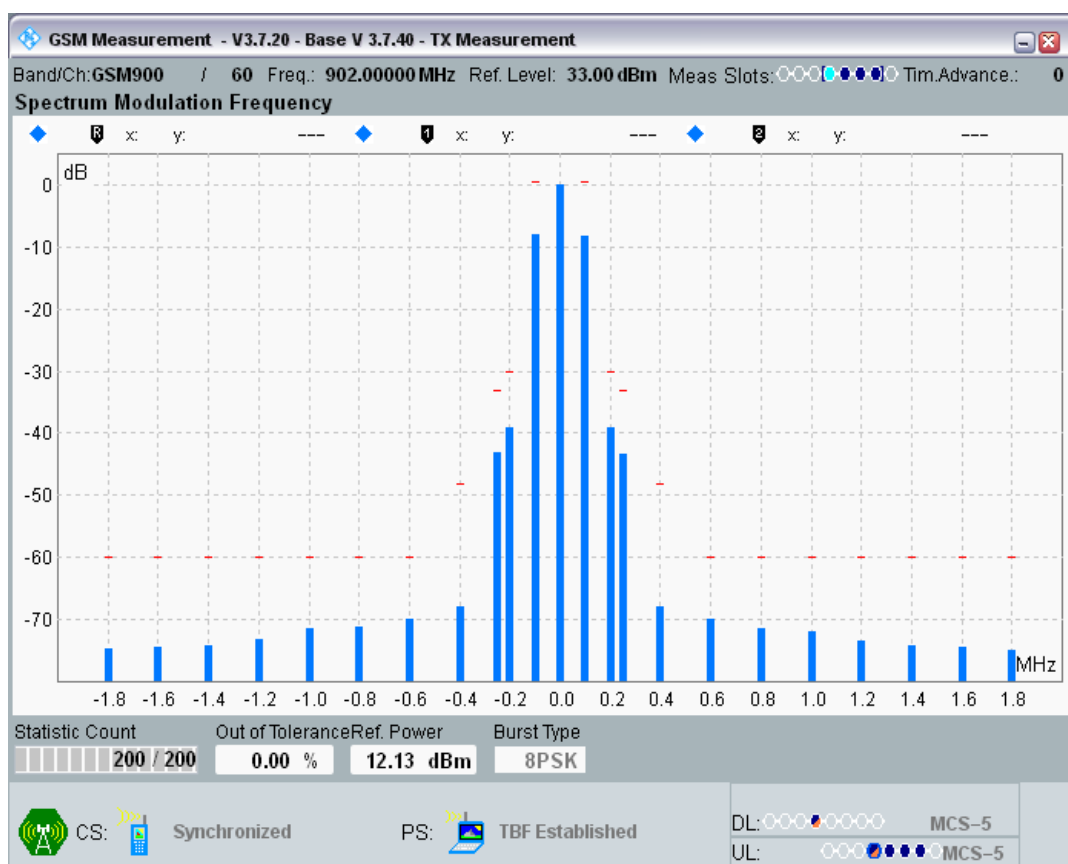 GSM Measurement - V3.7.20 - Base V 3.7.40 - TX Measurement
Band/Ch.:GSM900 / 60 Freq.: 902.00000 MHz Ref. Level: 33.00 dBm Meas Slots: Tim.Advance.: 0
Spectrum Modulation Frequency
R x: y: --- 1 x: y: --- 2 x: y: ---
dB
0
-10
-20
-30
-40
-50
-60
-70
MHz
-1.8 -1.6 -1.4 -1.2 -1.0 -0.8 -0.6 -0.4 -0.2 0.0 0.2 0.4 0.6 0.8 1.0 1.2 1.4 1.6 1.8
Statistic Count Out of Tolerance Ref. Power Burst Type
200 / 200 0.00 % 12.13 dBm 8PSK
CS: Synchronized PS: TBF Established
DL: MCS-5
UL: MCS-5